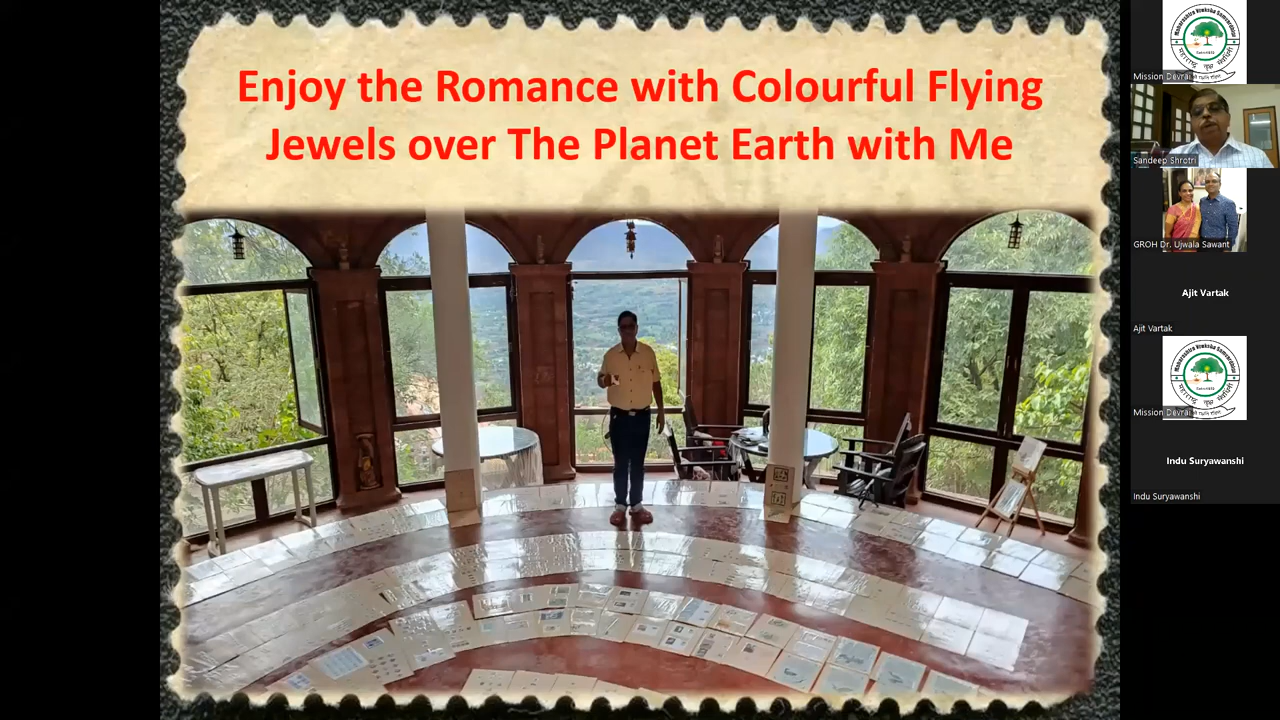 Enjoy the Romance with Colourful Flying
Jewels over The Planet Earth with Me
Mission Devrai
Sandeep Shrotri
GROH Dr. Ujwala Sawant
Ajit Vartak
Ajit Vartak
Mission Devrai
Indu Suryawanshi
Indu Suryawanshi